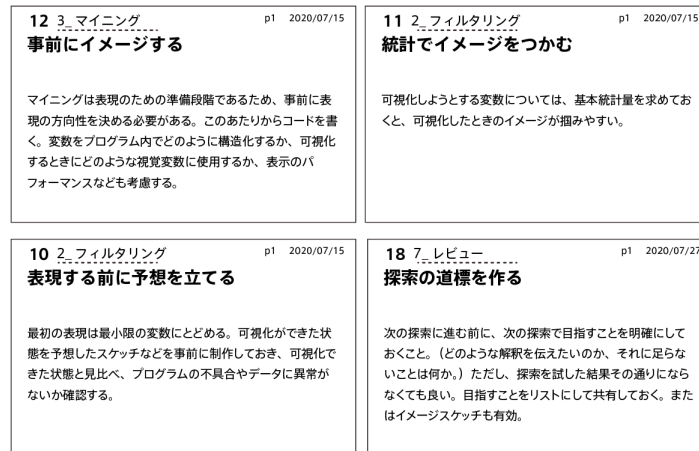 12 3_ マイニング p1 2020/07/15
事前にイメージする
マイニングは表現のための準備段階であるため、事前に表
現の方向性を決める必要がある。このあたりからコードを書
く。変数をプログラム内でどのように構造化するか、可視化
するときにどのような視覚変数に使用するか、表示のパ
フォーマンスなども考慮する。
11 2_ フィルタリング p1 2020/07/15
統計でイメージをつかむ
可視化しようとする変数については、基本統計量を求めてお
くと、可視化したときのイメージが掴みやすい。
10 2_ フィルタリング p1 2020/07/15
表現する前に予想を立てる
最初の表現は最小限の変数にとどめる。可視化ができた状
態を予想したスケッチなどを事前に制作しておき、可視化で
きた状態と見比べ、プログラムの不具合やデータに異常が
ないか確認する。
18 7_ レビュー p1 2020/07/27
探索の道標を作る
次の探索に進む前に、次の探索で目指すことを明確にして
おくこと。(どのような解釈を伝えたいのか、それに足らな
いことは何か。) ただし、探索を試した結果その通りになら
なくても良い。目指すことをリストにして共有しておく。また
はイメージスケッチも有効。